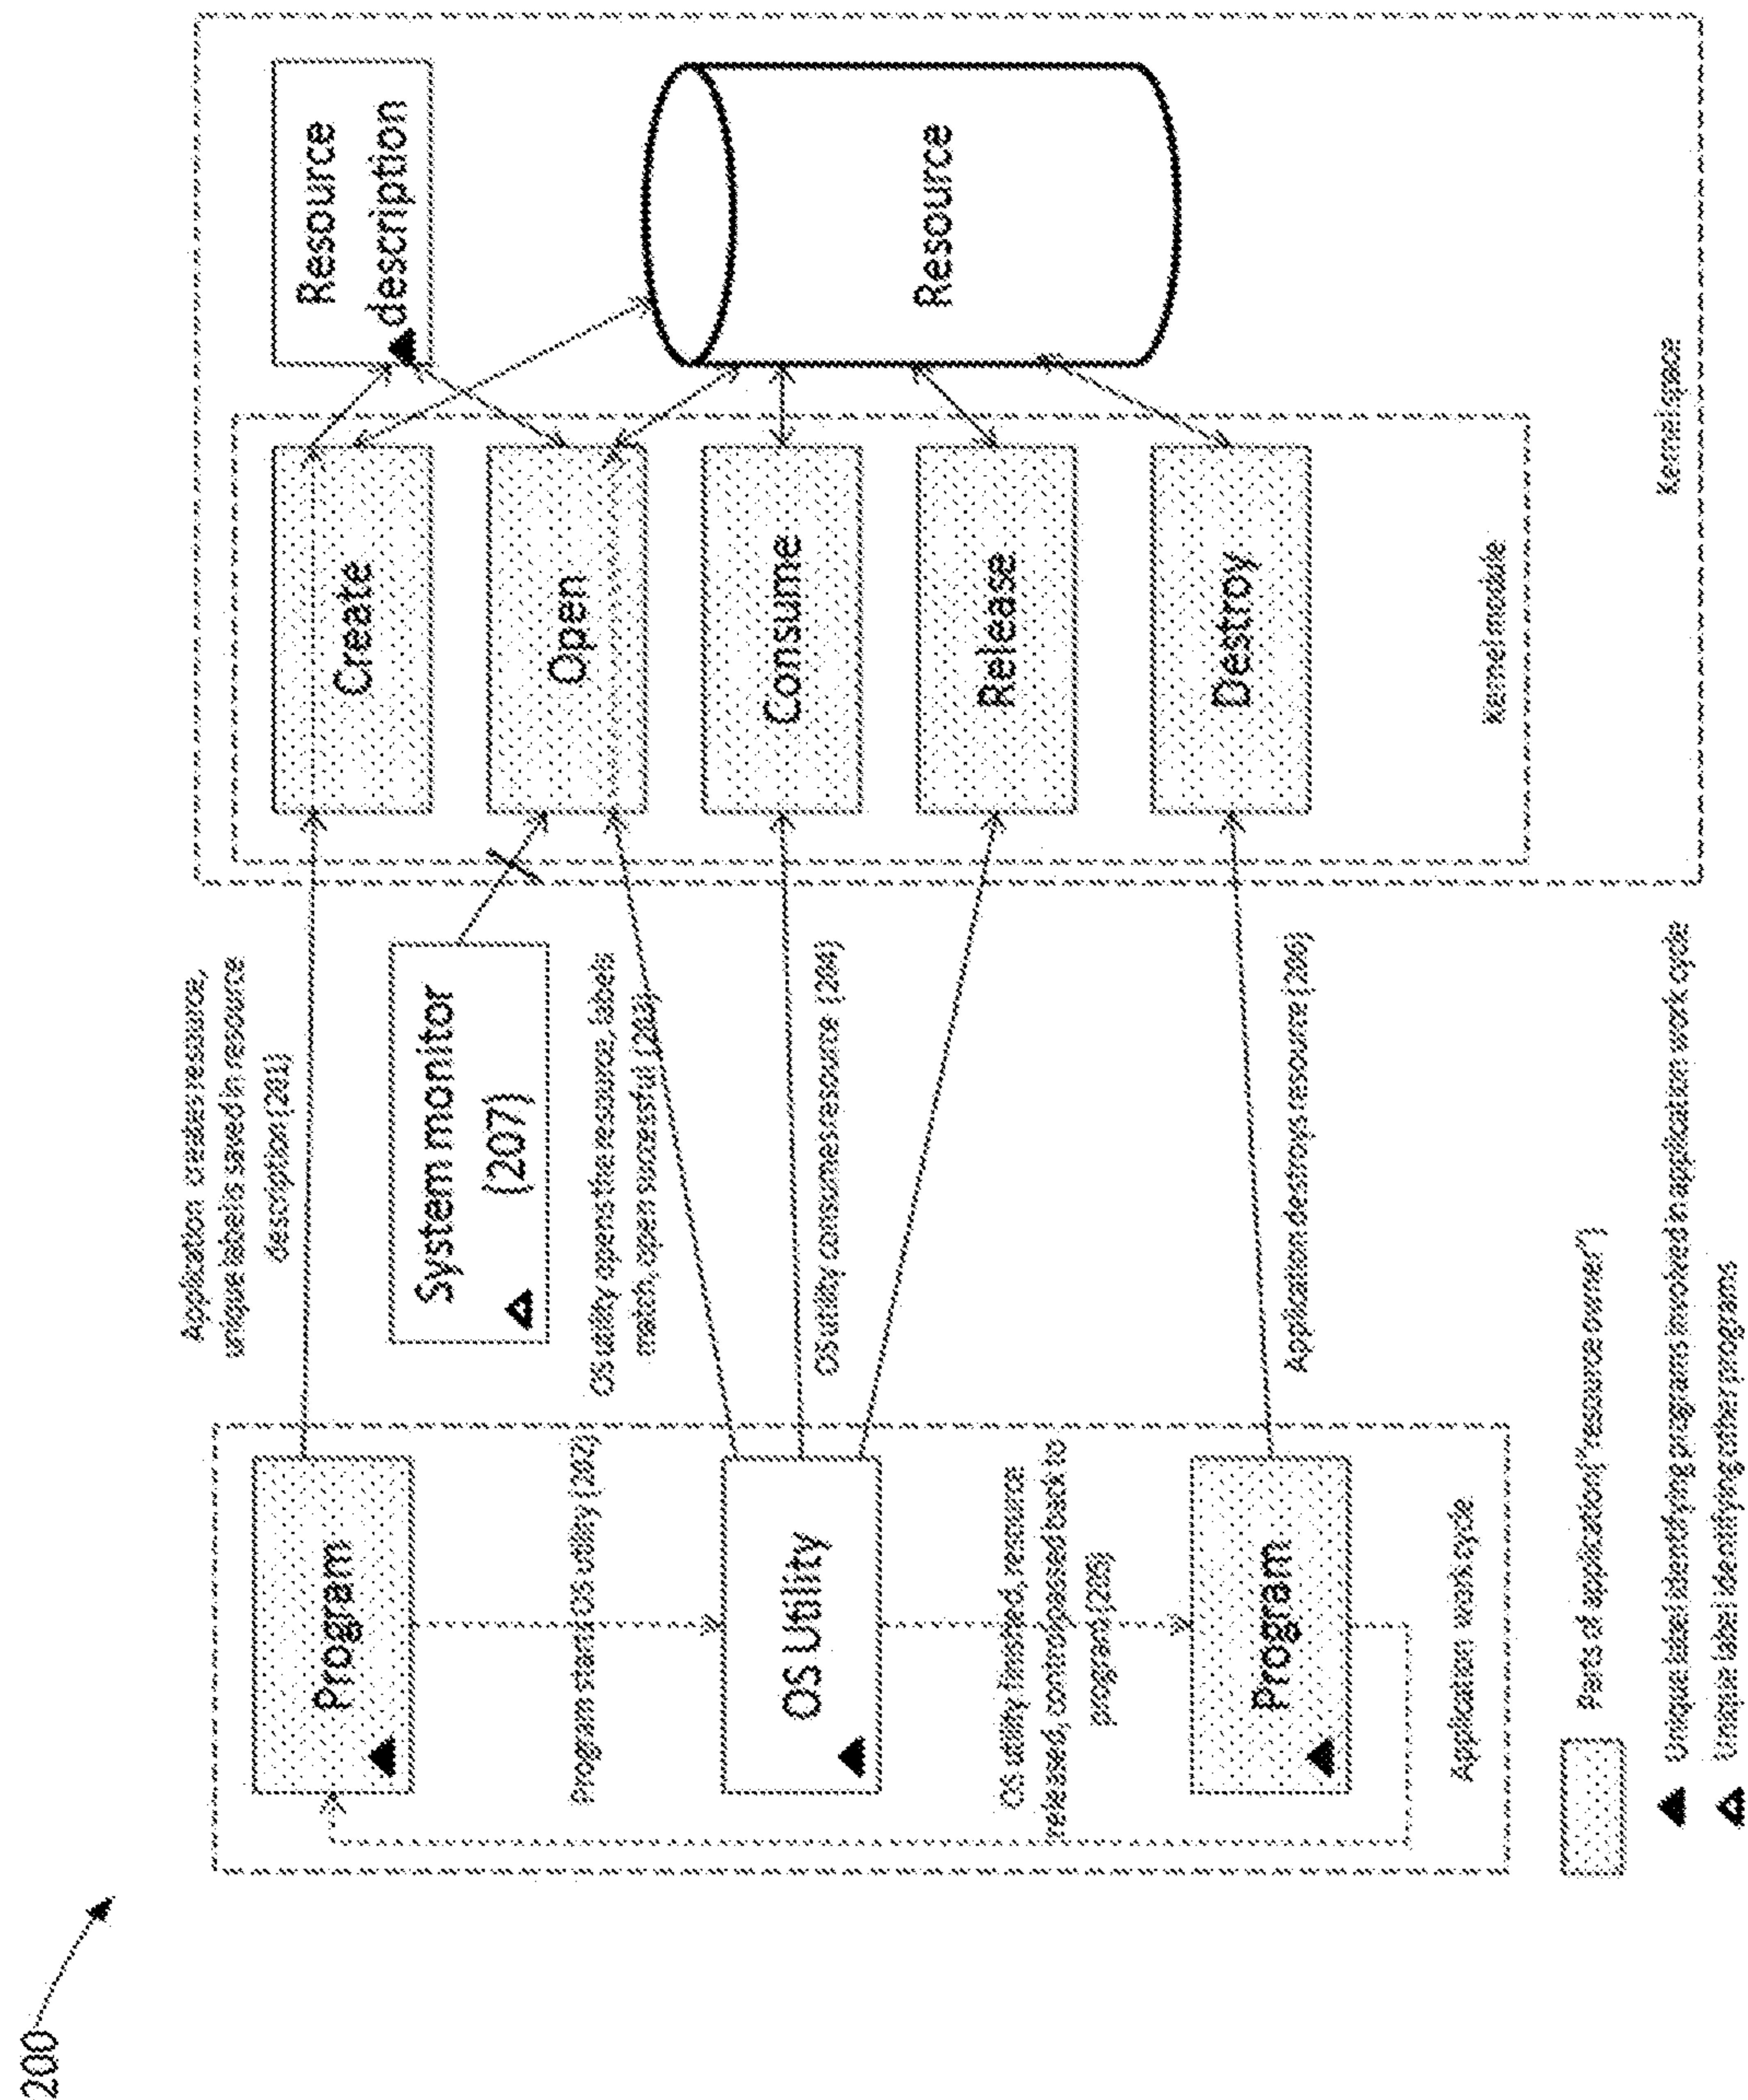 200
Application creates resource,
unique label is saved in resource
description (201)
Program
System monitor
(207)
Create
Resource
description
Program starts OS utility (202)
OS utility opens the resource, labels
match, open successful (203)
Open
OS Utility
OS utility consumes resource (204)
Consume
Resource
OS utility finished, resource
released, control passed back to
program (205)
Release
Program
Application destroys resource (206)
Destroy
Application work cycle
Kernel module
Kernel space
Parts of application ("resource owner")
Unique label identifying programs involved in application work cycle
Unique label identifying other programs